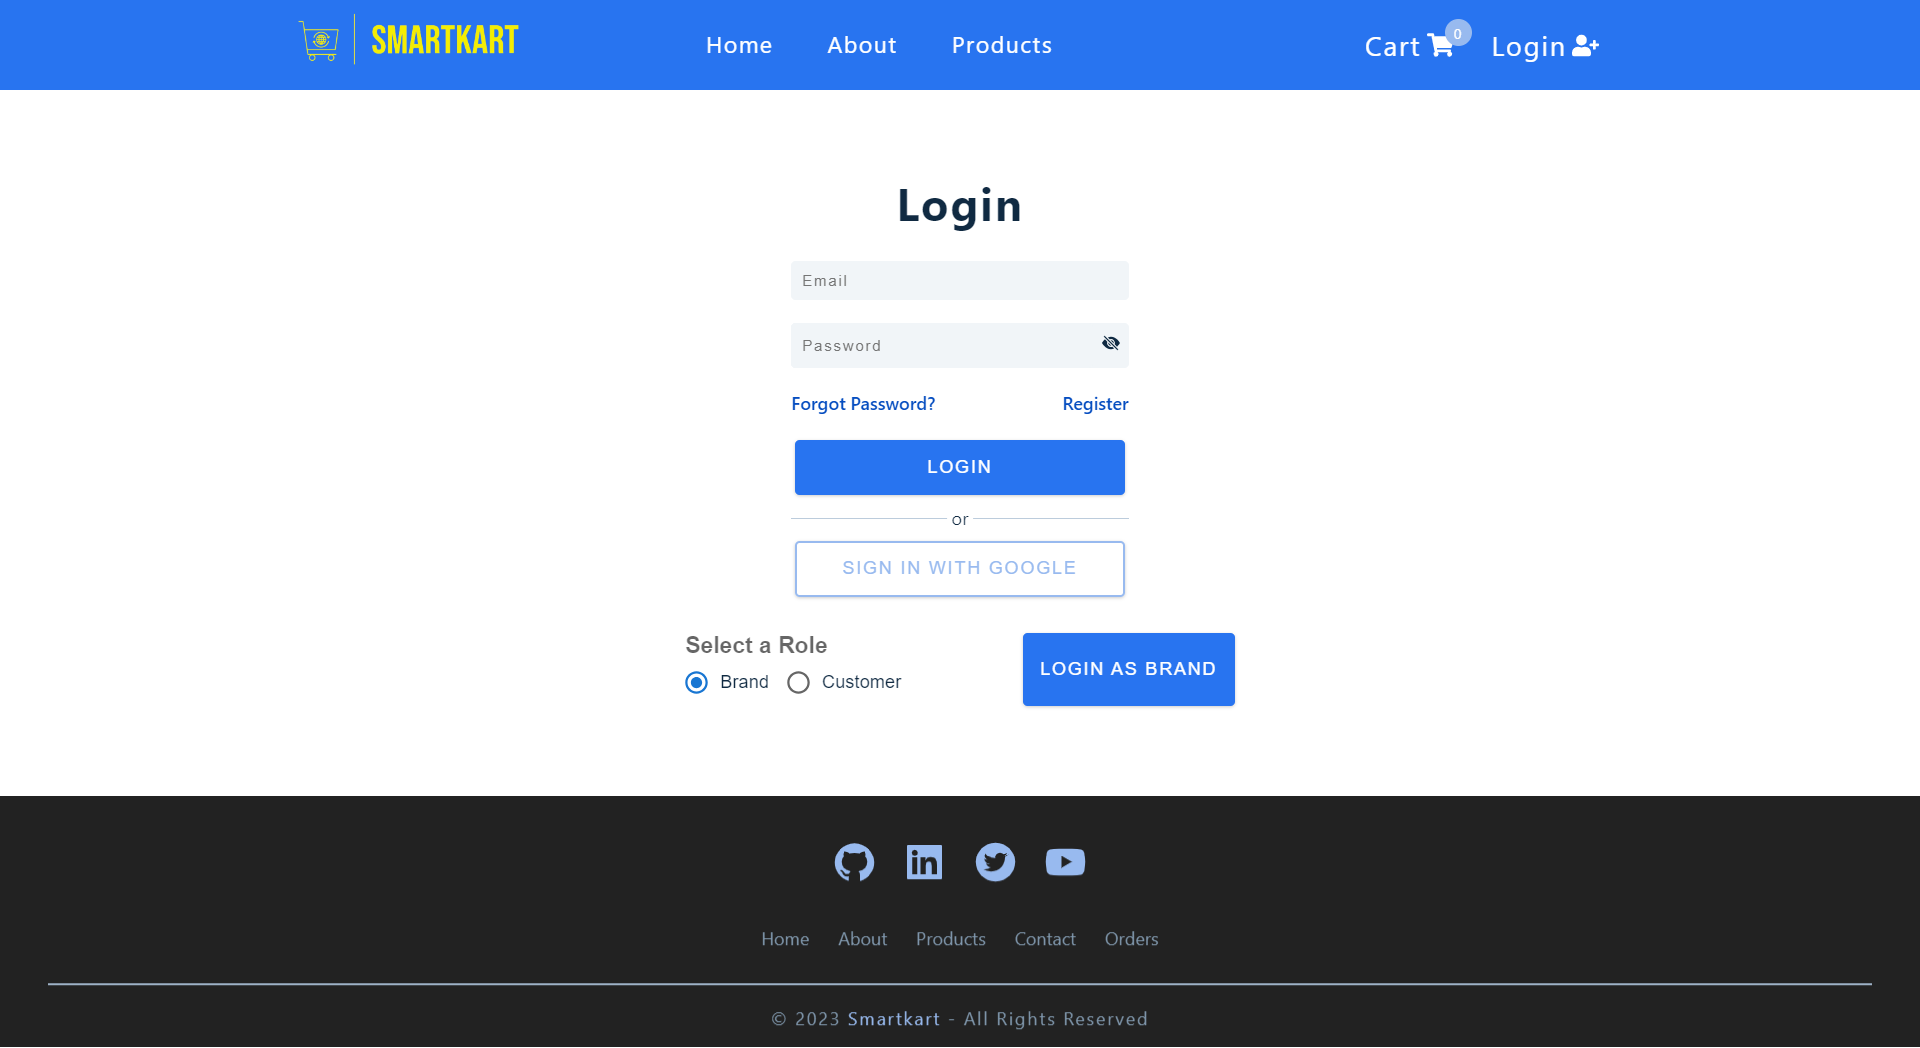 SMARTKART
Home About Products
Cart 0 Login
Login
Email
Password
Forgot Password? Register
LOGIN
or
SIGN IN WITH GOOGLE
Select a Role
Brand Customer
LOGIN AS BRAND
in
Home About Products Contact Orders
© 2023 Smartkart - All Rights Reserved